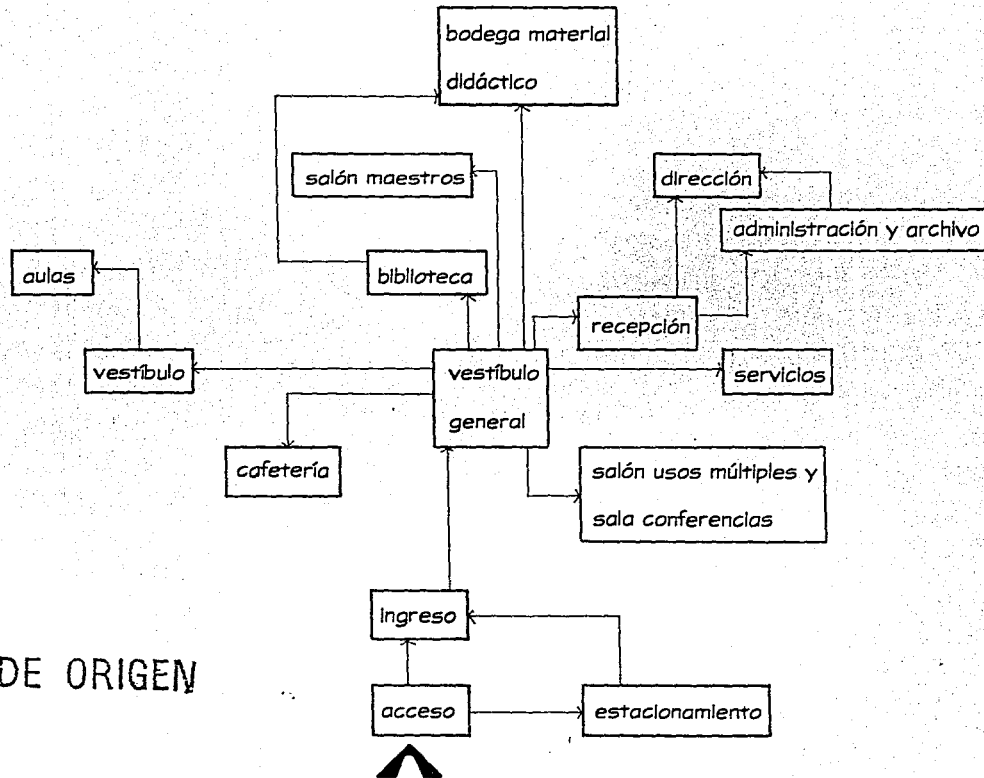 bodega material
didáctico
salón maestros
dirección
administración y archivo
aulas
biblioteca
recepción
vestíbulo
vestíbulo
general
servicios
cafetería
salón usos múltiples y
sala conferencias
ingreso
DE ORIGEN
acceso
estacionamiento